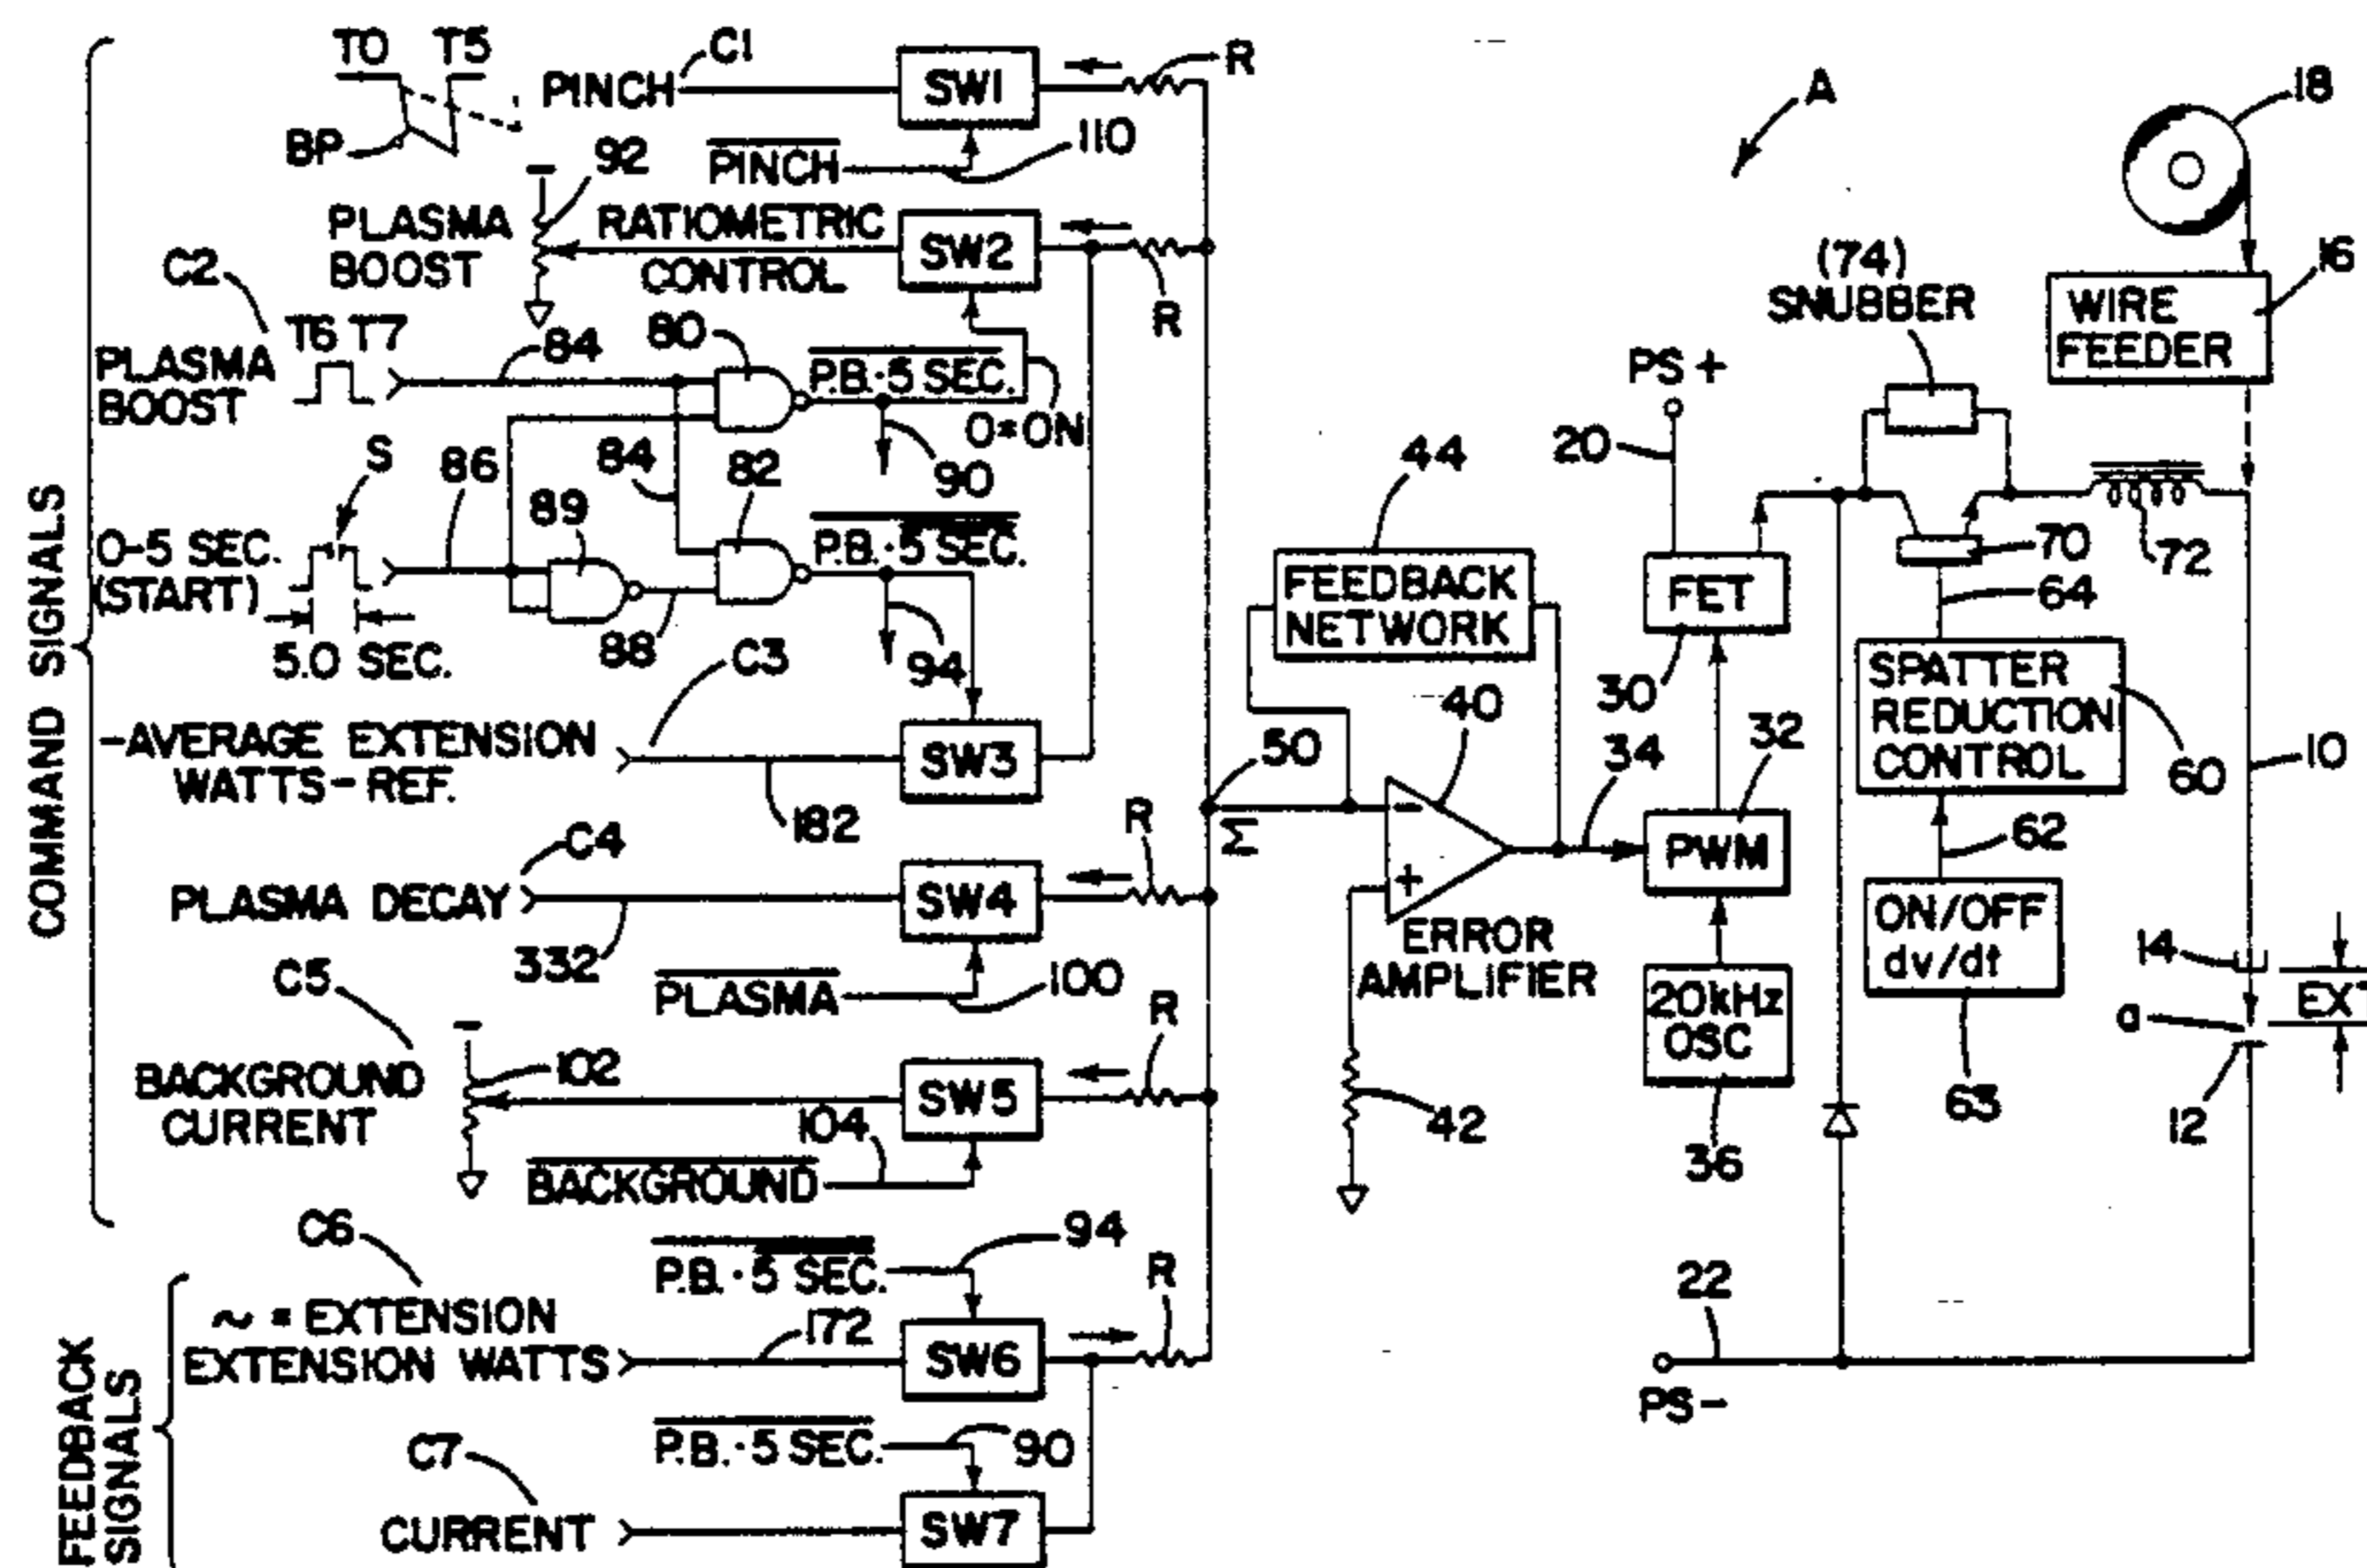 COMMAND SIGNALS
T0 T5
BP
PINCH
C1
SW1
R
PINCH
110
92
PLASMA BOOST
RATIOMETRIC CONTROL
SW2
R
C2
PLASMA BOOST
T6 T7
84
80
P.B.·5 SEC.
0=ON
90
84
82
S
86
89
0-5 SEC. (START)
5.0 SEC.
88
P.B.·5 SEC.
94
C3
-AVERAGE EXTENSION WATTS-REF.
182
SW3
C4
PLASMA DECAY
332
SW4
R
PLASMA
100
C5
BACKGROUND CURRENT
102
SW5
R
104
BACKGROUND
FEEDBACK SIGNALS
C6
P.B.·5 SEC.
94
~ = EXTENSION
EXTENSION WATTS
172
SW6
R
P.B.·5 SEC.
90
C7
CURRENT
SW7
50
Σ
44
FEEDBACK NETWORK
40
-
+
ERROR AMPLIFIER
42
34
32
PWM
20kHz OSC
36
30
FET
PS+
20
A
(74) SNUBBER
70
72
64
SPATTER REDUCTION CONTROL
60
62
ON/OFF dv/dt
63
18
16
WIRE FEEDER
10
14
EXT
a
12
22
PS-